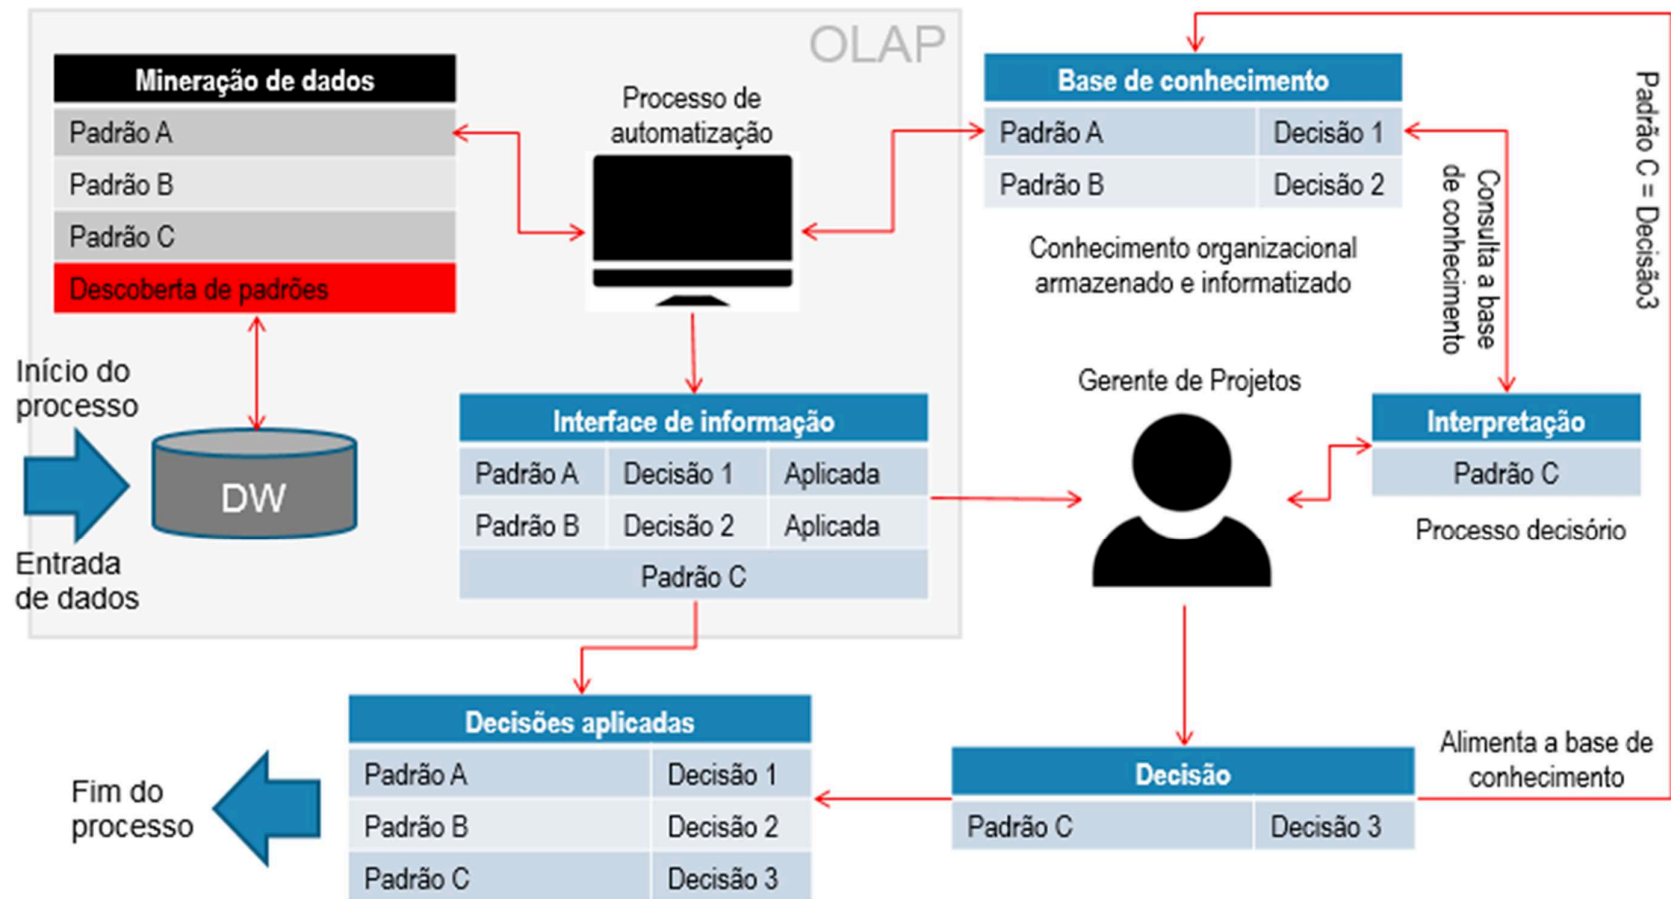 OLAP
Mineração de dados
Padrão A
Padrão B
Padrão C
Descoberta de padrões
Processo de
automatização
Base de conhecimento
Padrão A Decisão 1
Padrão B Decisão 2
Conhecimento organizacional
armazenado e informatizado
Consulta a base
de conhecimento
Padrão C = Decisão3
Início do
processo
DW
Entrada
de dados
Interface de informação
Padrão A Decisão 1 Aplicada
Padrão B Decisão 2 Aplicada
Padrão C
Gerente de Projetos
Interpretação
Padrão C
Processo decisório
Decisões aplicadas
Padrão A Decisão 1
Padrão B Decisão 2
Padrão C Decisão 3
Decisão
Padrão C Decisão 3
Alimenta a base de
conhecimento
Fim do
processo